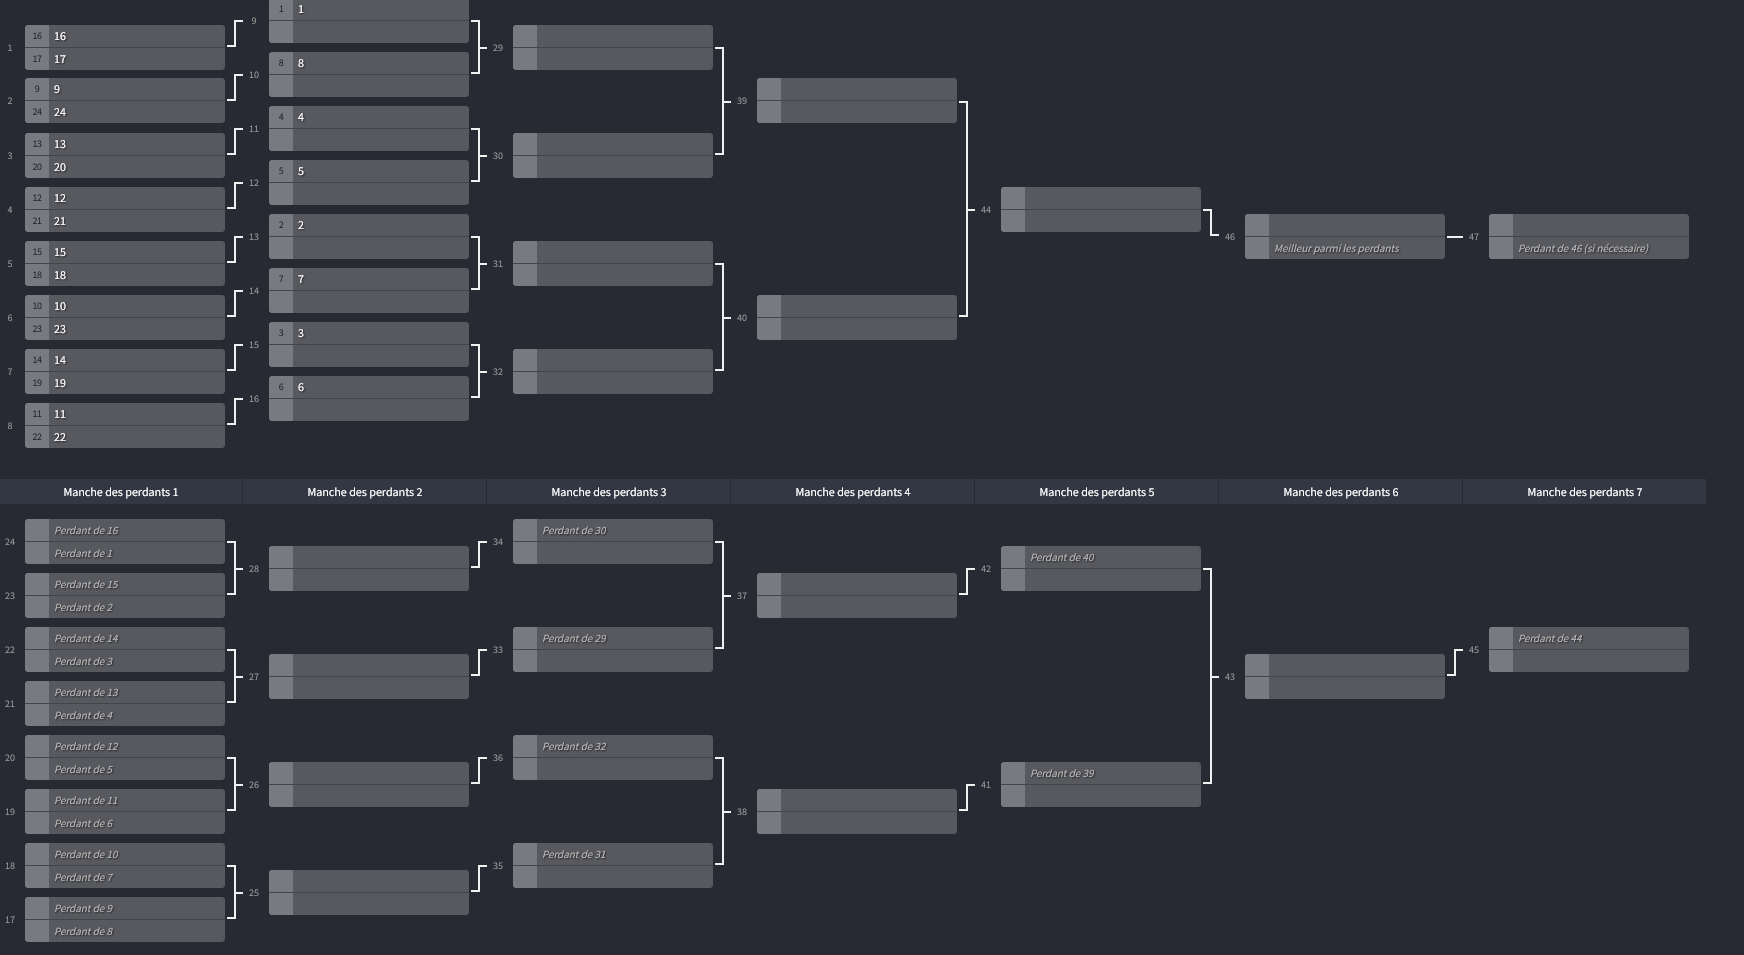 1 1
9
16 16
1
29
17 17
8 8
10
9 9
2
39
24 24
4 4
11
13 13
3
30
20 20
5 5
12
12 12
4
44
21 21
2 2
13
46
47
Meilleur parmi les perdants
Perdant de 46 (si nécessaire)
15 15
5
31
18 18
7 7
14
10 10
6
40
23 23
3 3
15
14 14
7
32
19 19
6 6
16
11 11
8
22 22
Manche des perdants 1
Manche des perdants 2
Manche des perdants 3
Manche des perdants 4
Manche des perdants 5
Manche des perdants 6
Manche des perdants 7
24
Perdant de 16
Perdant de 1
23
Perdant de 15
Perdant de 2
22
Perdant de 14
Perdant de 3
21
Perdant de 13
Perdant de 4
20
Perdant de 12
Perdant de 5
19
Perdant de 11
Perdant de 6
18
Perdant de 10
Perdant de 7
17
Perdant de 9
Perdant de 8
28
27
26
25
34
Perdant de 30
33
Perdant de 29
36
Perdant de 32
35
Perdant de 31
37
38
42
Perdant de 40
41
Perdant de 39
43
45
Perdant de 44